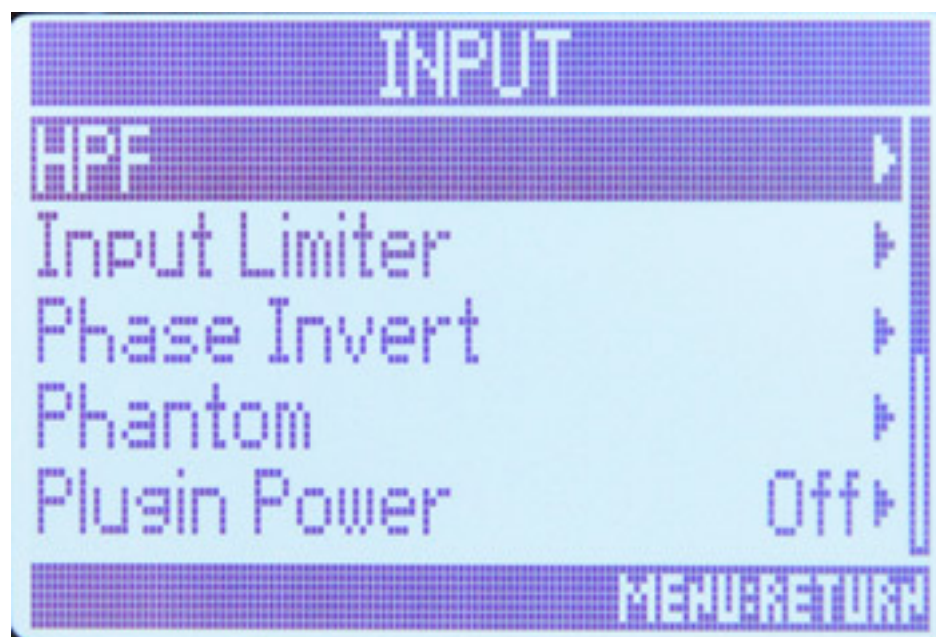 INPUT
HPF
Input Limiter
Phase Invert
Phantom
Plugin Power Off
MENU:RETURN